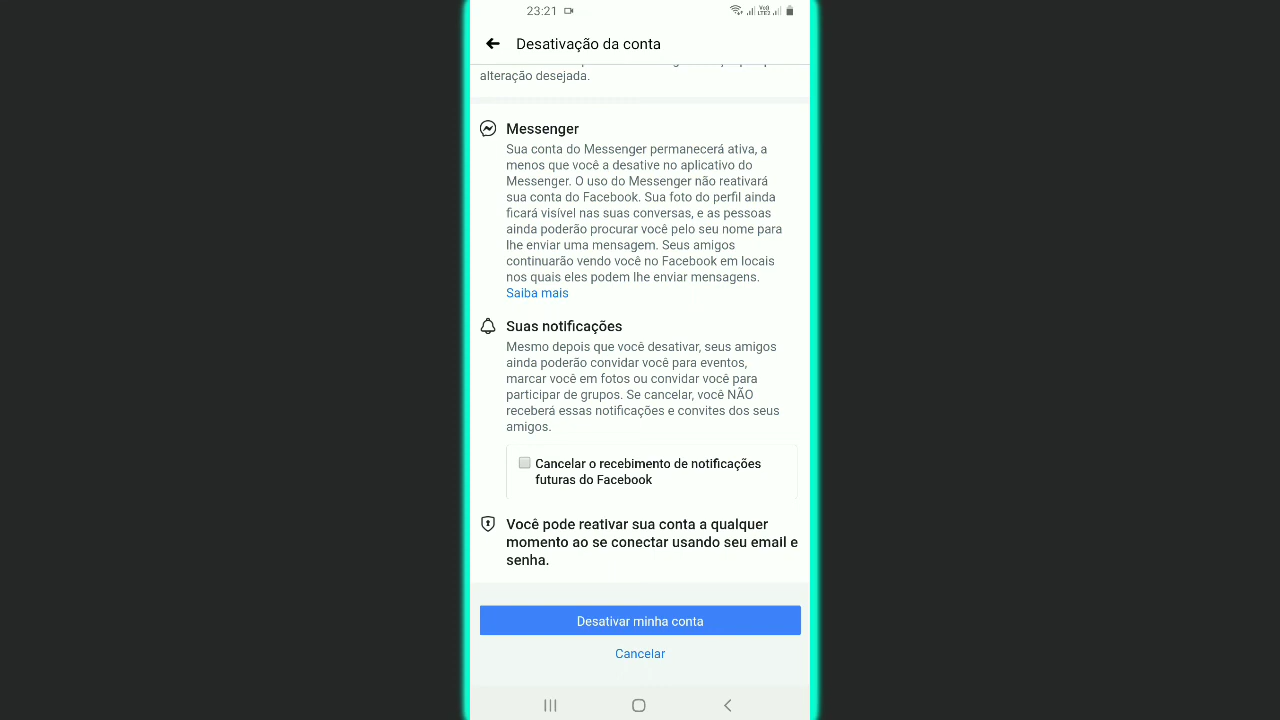 23:21
Vo9 LTE2
Desativação da conta
alteração desejada.
Messenger
Sua conta do Messenger permanecerá ativa, a
menos que você a desative no aplicativo do
Messenger. O uso do Messenger não reativará
sua conta do Facebook. Sua foto do perfil ainda
ficará visível nas suas conversas, e as pessoas
ainda poderão procurar você pelo seu nome para
lhe enviar uma mensagem. Seus amigos
continuarão vendo você no Facebook em locais
nos quais eles podem lhe enviar mensagens.
Saiba mais
Suas notificações
Mesmo depois que você desativar, seus amigos
ainda poderão convidar você para eventos,
marcar você em fotos ou convidar você para
participar de grupos. Se cancelar, você NÃO
receberá essas notificações e convites dos seus
amigos.
Cancelar o recebimento de notificações
futuras do Facebook
Você pode reativar sua conta a qualquer
momento ao se conectar usando seu email e
senha.
Desativar minha conta
Cancelar